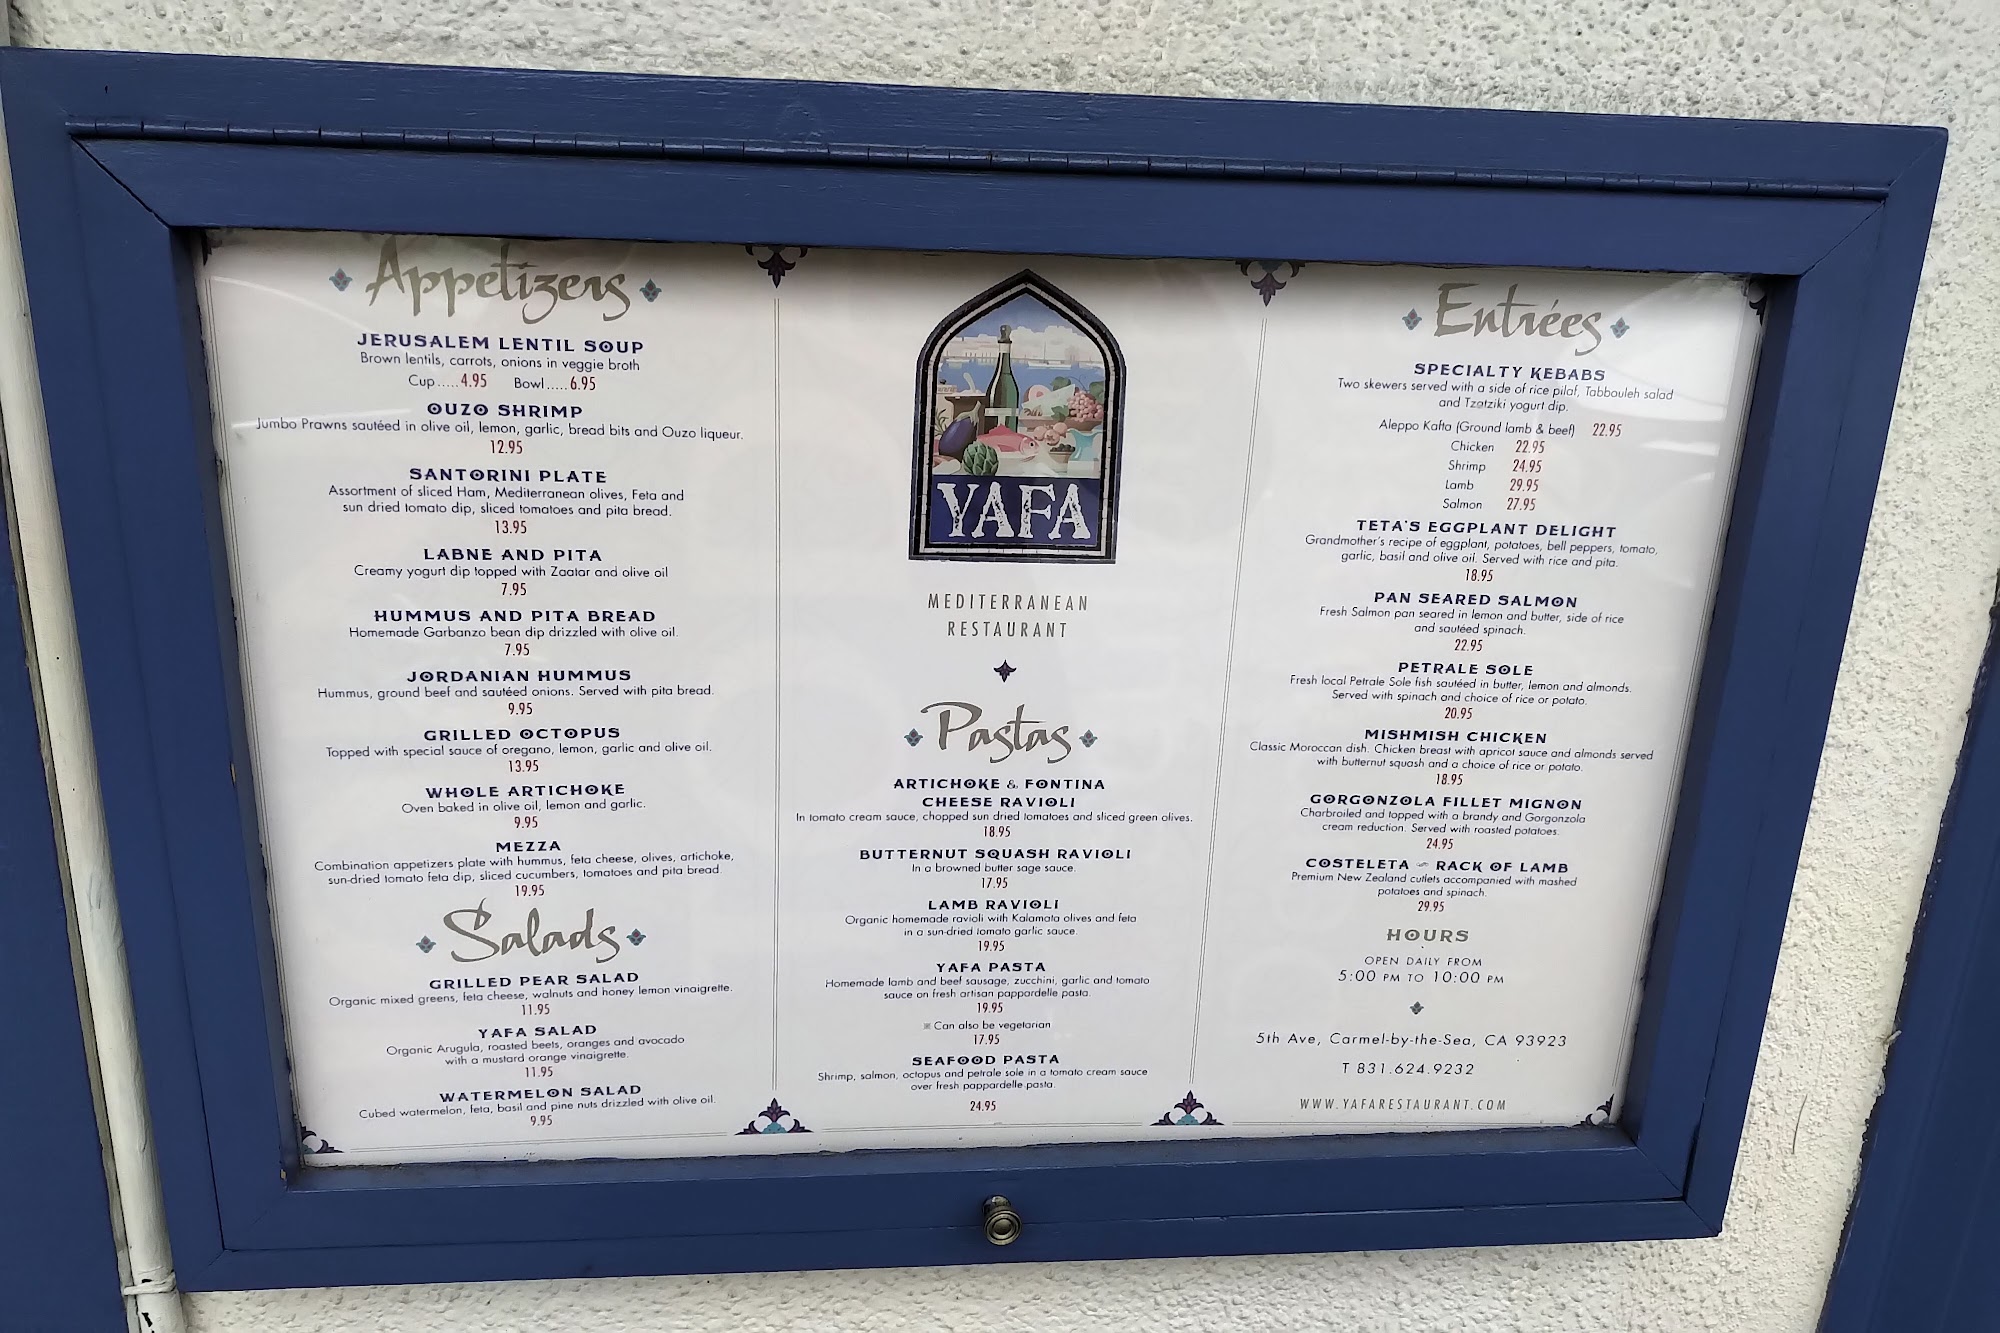 Appetizers
JERUSALEM LENTIL SOUP
Brown lentils, carrots, onions in veggie broth
Cup.....4.95 Bowl.....6.95
OUZO SHRIMP
Jumbo Prawns sautéed in olive oil, lemon, garlic, bread bits and Ouzo liqueur.
12.95
SANTORINI PLATE
Assortment of sliced Ham, Mediterranean olives, Feta and
sun dried tomato dip, sliced tomatoes and pita bread.
13.95
LABNE AND PITA
Creamy yogurt dip topped with Zaatar and olive oil
7.95
HUMMUS AND PITA BREAD
Homemade Garbanzo bean dip drizzled with olive oil.
7.95
JORDANIAN HUMMUS
Hummus, ground beef and sautéed onions. Served with pita bread.
9.95
GRILLED OCTOPUS
Topped with special sauce of oregano, lemon, garlic and olive oil.
13.95
WHOLE ARTICHOKE
Oven baked in olive oil, lemon and garlic.
9.95
MEZZA
Combination appetizers plate with hummus, feta cheese, olives, artichoke,
sun-dried tomato feta dip, sliced cucumbers, tomatoes and pita bread.
19.95
Salads
GRILLED PEAR SALAD
Organic mixed greens, feta cheese, walnuts and honey lemon vinaigrette.
11.95
YAFA SALAD
Organic Arugula, roasted beets, oranges and avocado
with a mustard orange vinaigrette.
11.95
WATERMELON SALAD
Cubed watermelon, feta, basil and pine nuts drizzled with olive oil.
9.95
YAFA
MEDITERRANEAN
RESTAURANT
Pastas
ARTICHOKE & FONTINA
CHEESE RAVIOLI
In tomato cream sauce, chopped sun dried tomatoes and sliced green olives.
18.95
BUTTERNUT SQUASH RAVIOLI
In a browned butter sage sauce.
17.95
LAMB RAVIOLI
Organic homemade ravioli with Kalamata olives and feta
in a sun-dried tomato garlic sauce.
19.95
YAFA PASTA
Homemade lamb and beef sausage, zucchini, garlic and tomato
sauce on fresh artisan pappardelle pasta.
19.95
Can also be vegetarian
17.95
SEAFOOD PASTA
Shrimp, salmon, octopus and petrale sole in a tomato cream sauce
over fresh pappardelle pasta.
24.95
Entrées
SPECIALTY KEBABS
Two skewers served with a side of rice pilaf, Tabbouleh salad
and Tzatziki yogurt dip.
Aleppo Kafta (Ground lamb & beef) 22.95
Chicken 22.95
Shrimp 24.95
Lamb 29.95
Salmon 27.95
TETA'S EGGPLANT DELIGHT
Grandmother's recipe of eggplant, potatoes, bell peppers, tomato,
garlic, basil and olive oil. Served with rice and pita.
18.95
PAN SEARED SALMON
Fresh Salmon pan seared in lemon and butter, side of rice
and sautéed spinach.
22.95
PETRALE SOLE
Fresh local Petrale Sole fish sautéed in butter, lemon and almonds.
Served with spinach and choice of rice or potato.
20.95
MISHMISH CHICKEN
Classic Moroccan dish. Chicken breast with apricot sauce and almonds served
with butternut squash and a choice of rice or potato.
18.95
GORGONZOLA FILLET MIGNON
Charbroiled and topped with a brandy and Gorgonzola
cream reduction. Served with roasted potatoes.
24.95
COSTELETA ~ RACK OF LAMB
Premium New Zealand cutlets accompanied with mashed
potatoes and spinach.
29.95
HOURS
OPEN DAILY FROM
5:00 PM TO 10:00 PM
5th Ave, Carmel-by-the-Sea, CA 93923
T 831.624.9232
WWW.YAFARESTAURANT.COM